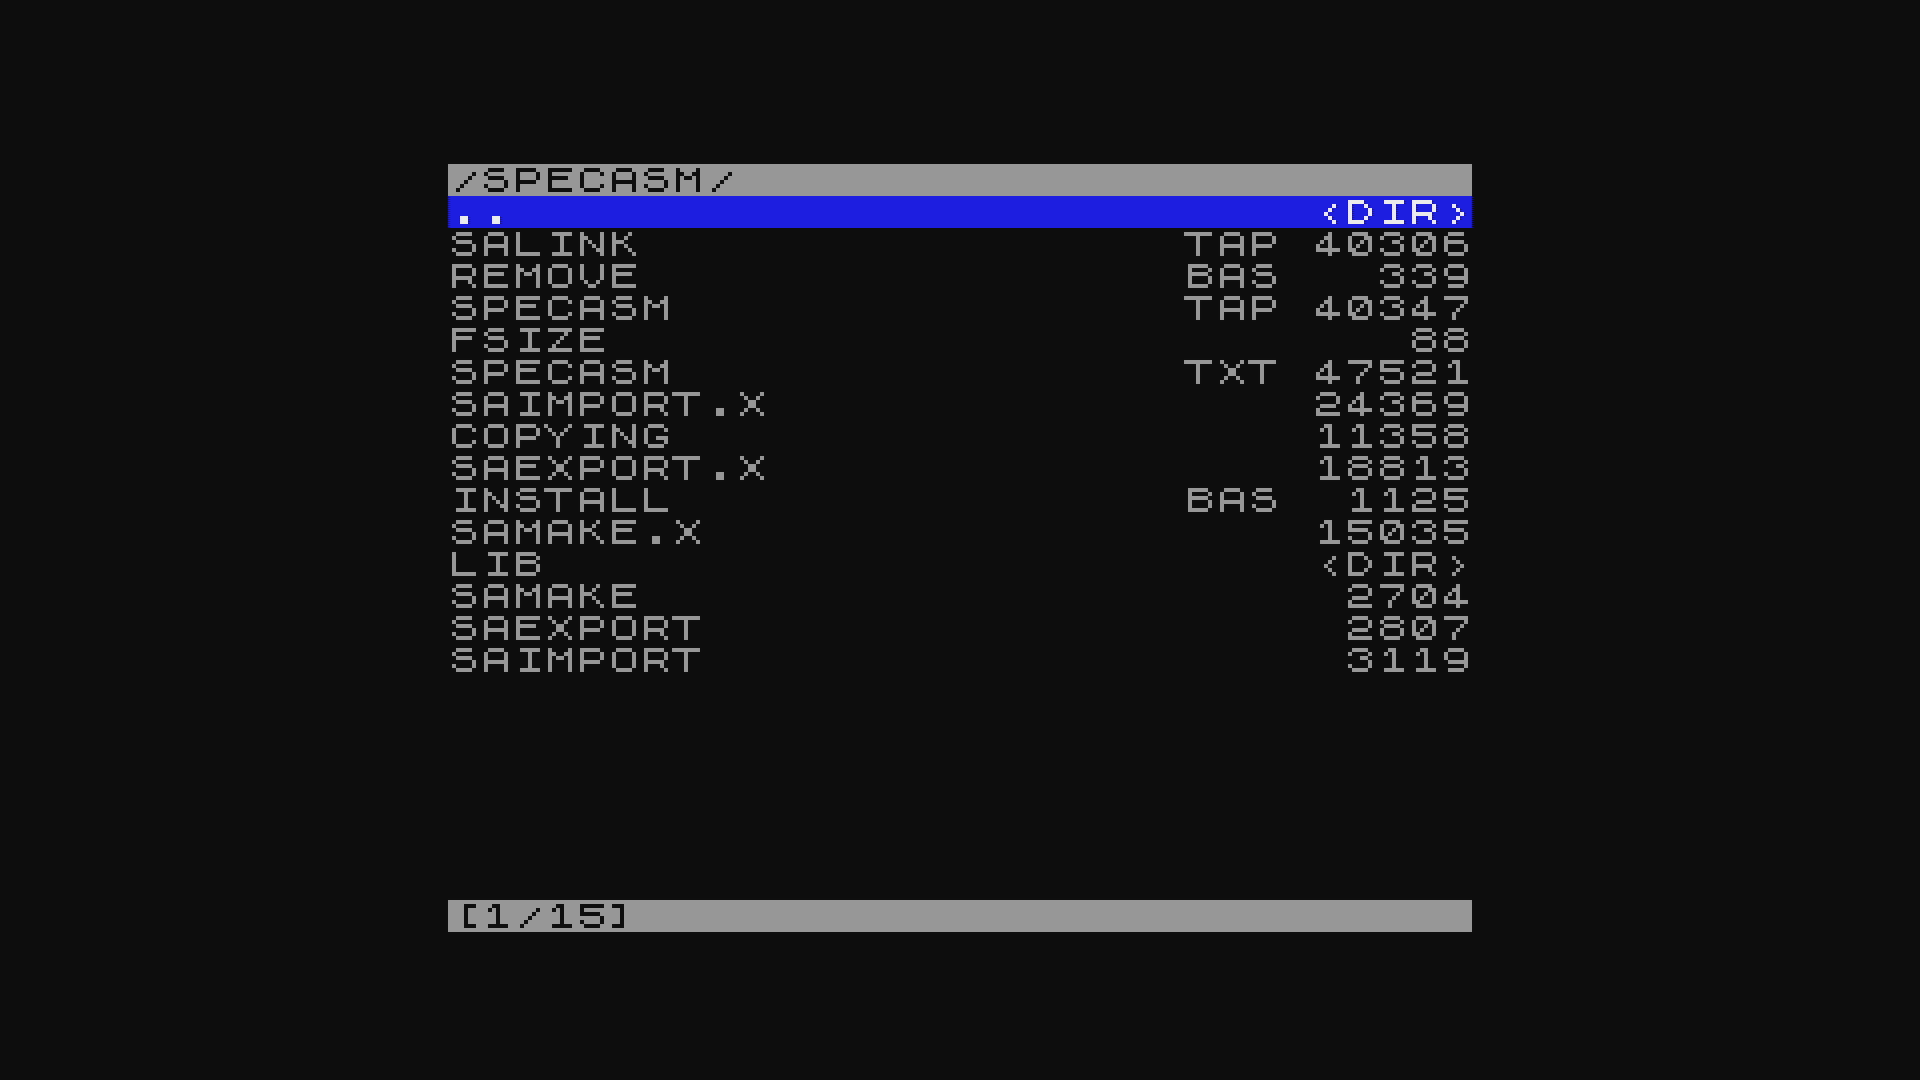 /SPECASM/
.. <DIR>
SALINK TAP 40306
REMOVE BAS 339
SPECASM TAP 40347
FSIZE 88
SPECASM TXT 47521
SAIMPORT.X 24369
COPYING 11358
SAEXPORT.X 18813
INSTALL BAS 1125
SAMAKE.X 15035
LIB <DIR>
SAMAKE 2704
SAEXPORT 2807
SAIMPORT 3119
[1/15]